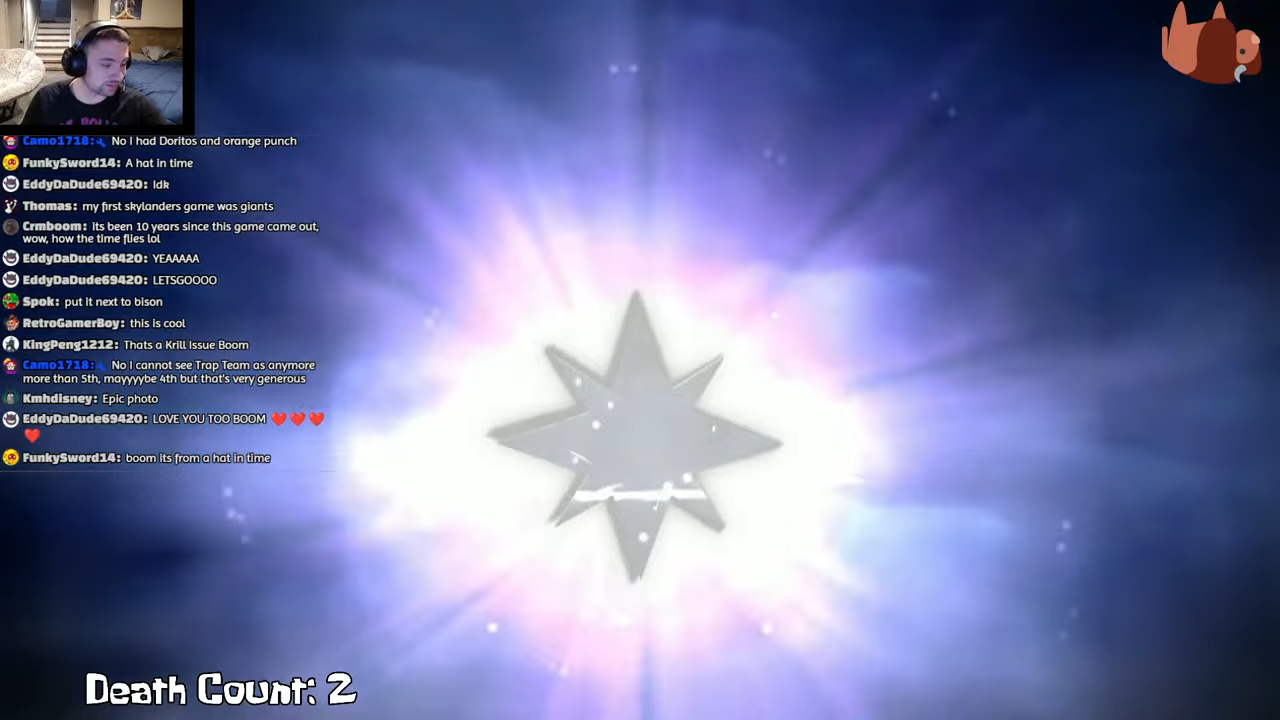 Camo1718: No I had Doritos and orange punch
FunkySword14: A hat in time
EddyDaDude69420: Idk
Thomas: my first skylanders game was giants
Crmboom: its been 10 years since this game came out,
wow, how the time flies lol
EddyDaDude69420: YEAAAAA
EddyDaDude69420: LETSGOOOO
Spok: put it next to bison
RetroGamerBoy: this is cool
KingPeng1212: Thats a Krill Issue Boom
Camo1718: No I cannot see Trap Team as anymore
more than 5th, mayyyybe 4th but that's very generous
Kmhdisney: Epic photo
EddyDaDude69420: LOVE YOU TOO BOOM ❤️ ❤️ ❤️
❤️
FunkySword14: boom its from a hat in time
Death Count: 2